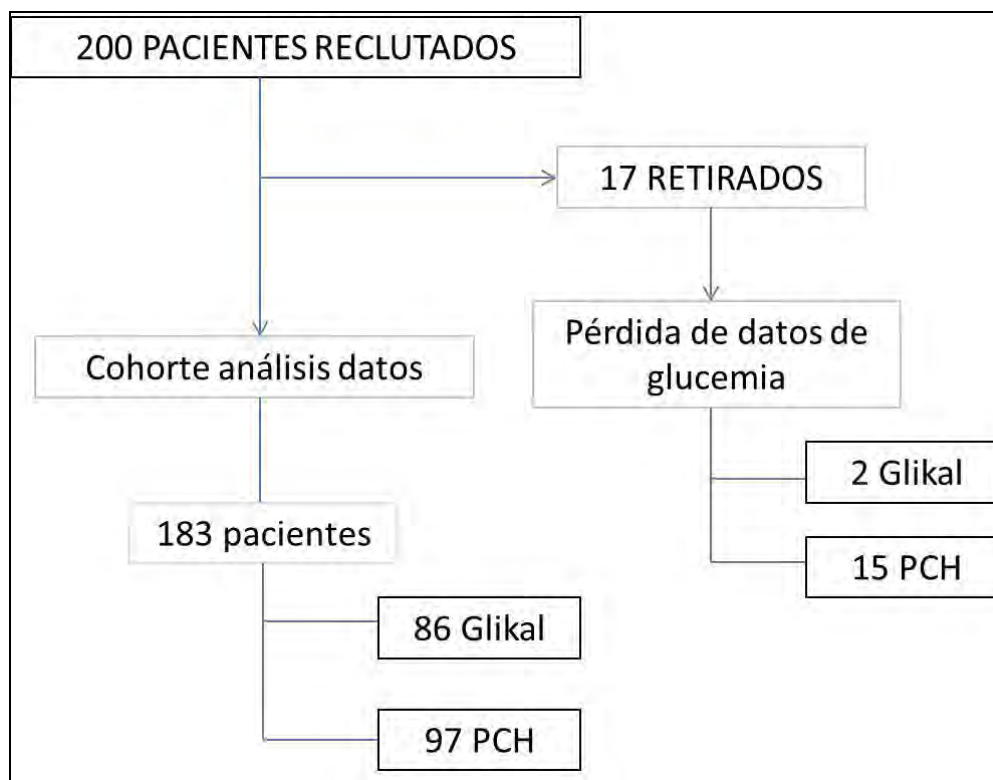 200 PACIENTES RECLUTADOS
17 RETIRADOS
Pérdida de datos de
glucemia
Cohorte análisis datos
2 Glikal
183 pacientes
15 PCH
86 Glikal
97 PCH